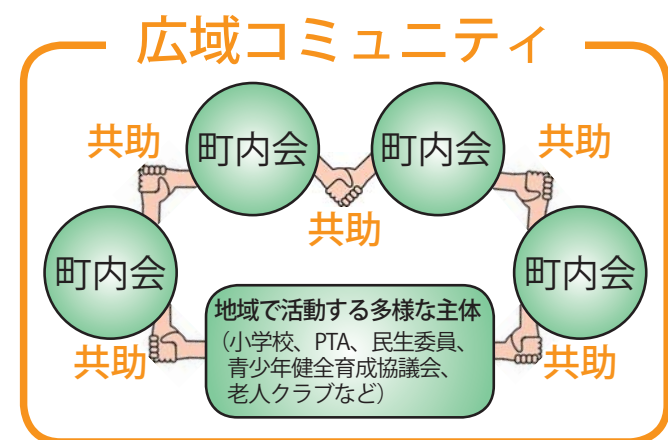 広域コミュニティ
共助
町内会
町内会
共助
共助
町内会
町内会
地域で活動する多様な主体
（小学校、PTA、民生委員、
青少年健全育成協議会、
老人クラブなど）
共助
共助